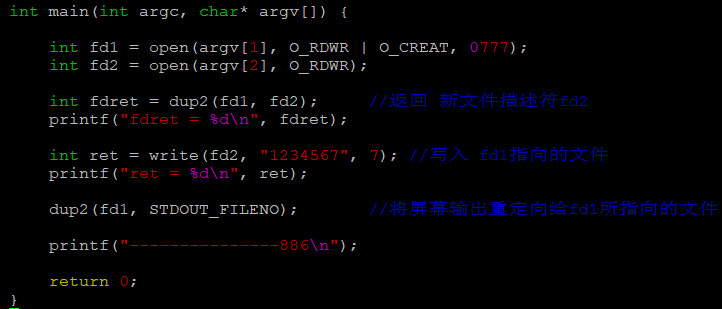 int main(int argc, char* argv[]) {
int fd1 = open(argv[1], O_RDWR | O_CREAT, 0777);
int fd2 = open(argv[2], O_RDWR);
int fdret = dup2(fd1, fd2); //返回 新文件描述符fd2
printf("fdret = %d\n", fdret);
int ret = write(fd2, "1234567", 7); //写入 fd1指向的文件
printf("ret = %d\n", ret);
dup2(fd1, STDOUT_FILENO); //将屏幕输出重定向给fd1所指向的文件
printf("---------------886\n");
return 0;
}